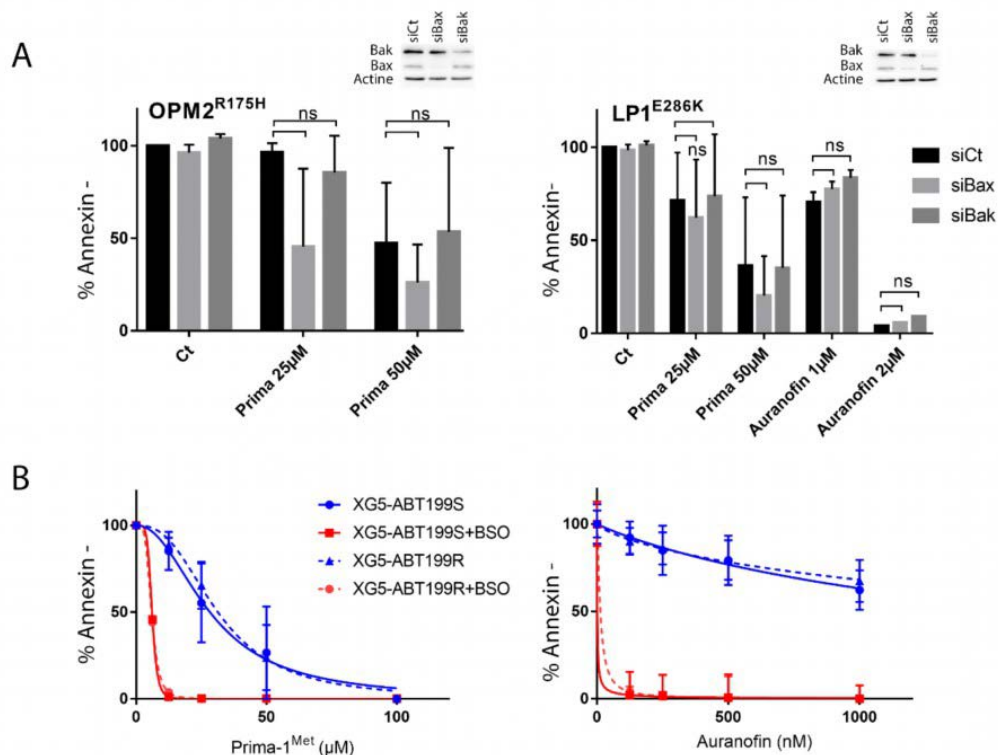 A
siCt
siBax
siBak
Bak
Bax
Actine
OPM2R175H
ns
ns
100
50
0
% Annexin -
Ct
Prima 25µM
Prima 50µM
siCt
siBax
siBak
Bak
Bax
Actine
LP1E286K
ns
ns
ns
ns
ns
100
50
0
% Annexin-
Ct
Prima 25µM
Prima 50µM
Auranofin 1µM
Auranofin 2µM
siCt
siBax
siBak
B
XG5-ABT199S
XG5-ABT199S+BSO
XG5-ABT199R
XG5-ABT199R+BSO
100
50
0
% Annexin -
0 50 100
Prima-1Met (µM)
100
50
0
% Annexin -
0 500 1000
Auranofin (nM)